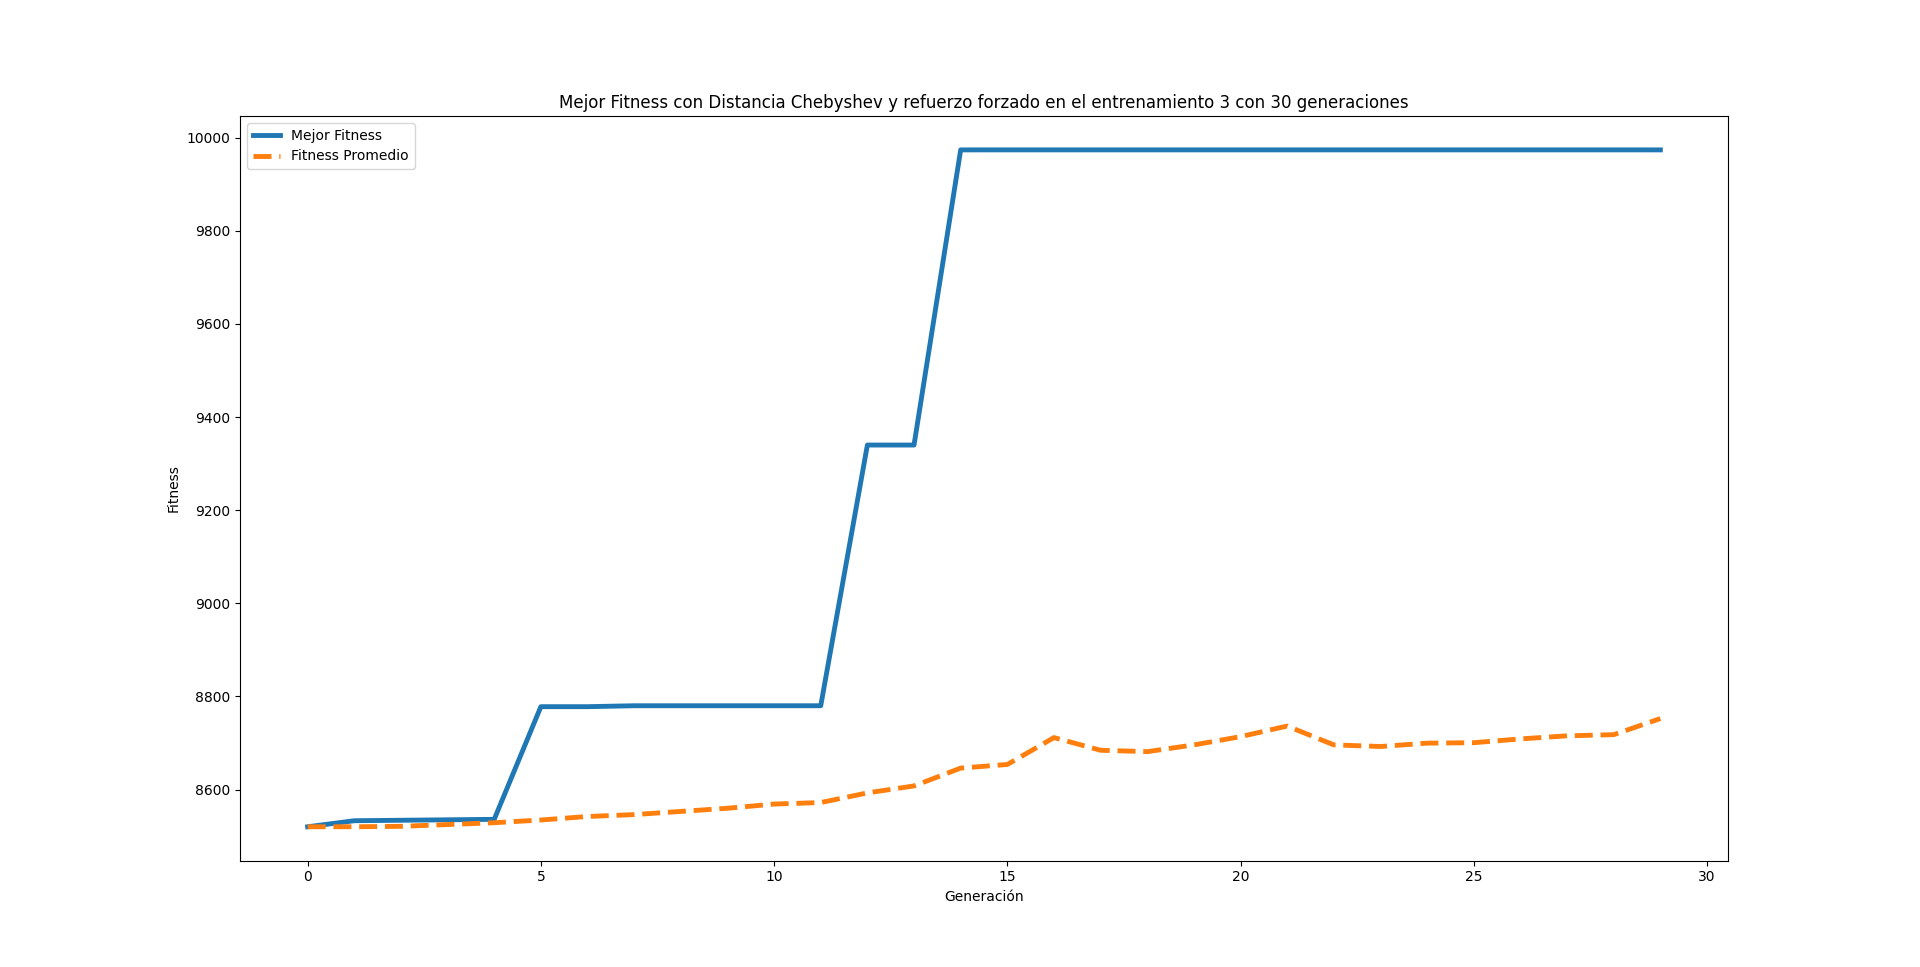 Mejor Fitness con Distancia Chebyshev y refuerzo forzado en el entrenamiento 3 con 30 generaciones
Mejor Fitness
Fitness Promedio
10000
9800
9600
9400
9200
9000
8800
8600
Fitness
0 5 10 15 20 25 30
Generación